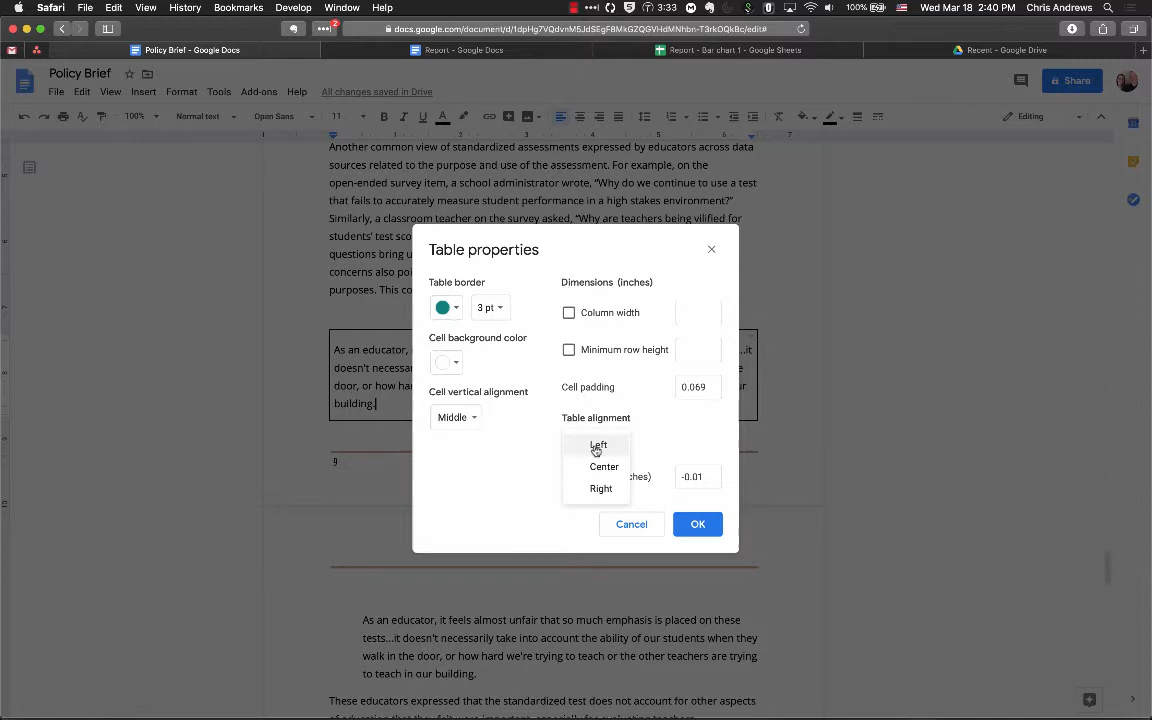 Safari File Edit View History Bookmarks Develop Window Help 3:33 100% Wed Mar 18 2:40 PM Chris Andrews
2 docs.google.com
Policy Brief - Google Docs Report - Google Docs Report - Bar chart 1 - Google Sheets Recent - Google Drive
Policy Brief
Share
File Edit View Insert Format Tools Add-ons Help All changes saved in Drive
100% Normal text Open Sans 11 B I U A Editing
1 1 2 3 4 5 6 7
Another common view of standardized assessments expressed by educators across data
sources related to the purpose and use of the assessment. For example, on the
open-ended survey item, a school administrator wrote, “Why do we continue to use a test
that fails to accurately measure student performance in a high stakes environment?”
Similarly, a classroom teacher on the survey asked, “Why are teachers being vilified for
students' test
questions bring
concerns also
purposes. This
As an educator, ...it
doesn't necessar
door, or how har
building.
9
Table properties
Table border
3 pt
Cell background color
Cell vertical alignment
Middle
Dimensions (inches)
Column width
Minimum row height
Cell padding 0.069
Table alignment
Left
Center
Right
ches) -0.01
Cancel OK
As an educator, it feels almost unfair that so much emphasis is placed on these
tests...it doesn't necessarily take into account the ability of our students when they
walk in the door, or how hard we're trying to teach or the other teachers are trying
to teach in our building.
These educators expressed that the standardized test does not account for other aspects